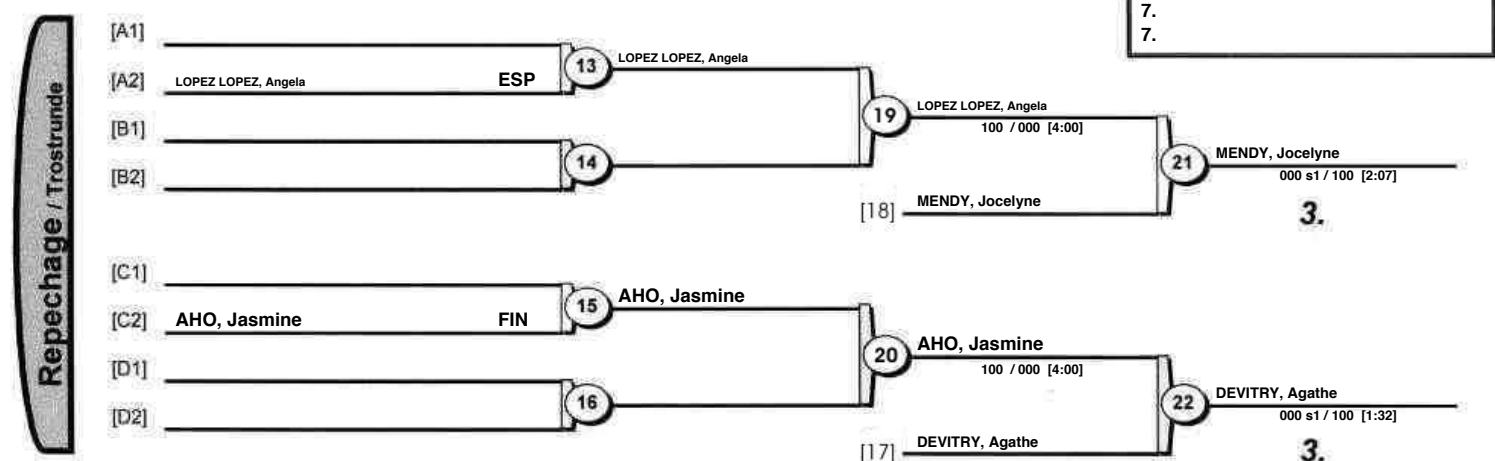 7.
7.
Repechage / Trostrunde
[A1]
[A2] LOPEZ LOPEZ, Angela ESP
13
LOPEZ LOPEZ, Angela
[B1]
[B2]
14
19
LOPEZ LOPEZ, Angela
100 / 000 [4:00]
[18] MENDY, Jocelyne
21
MENDY, Jocelyne
000 s1 / 100 [2:07]
3.
[C1]
[C2] AHO, Jasmine FIN
15
AHO, Jasmine
[D1]
[D2]
16
20
AHO, Jasmine
100 / 000 [4:00]
[17] DEVITRY, Agathe
22
DEVITRY, Agathe
000 s1 / 100 [1:32]
3.